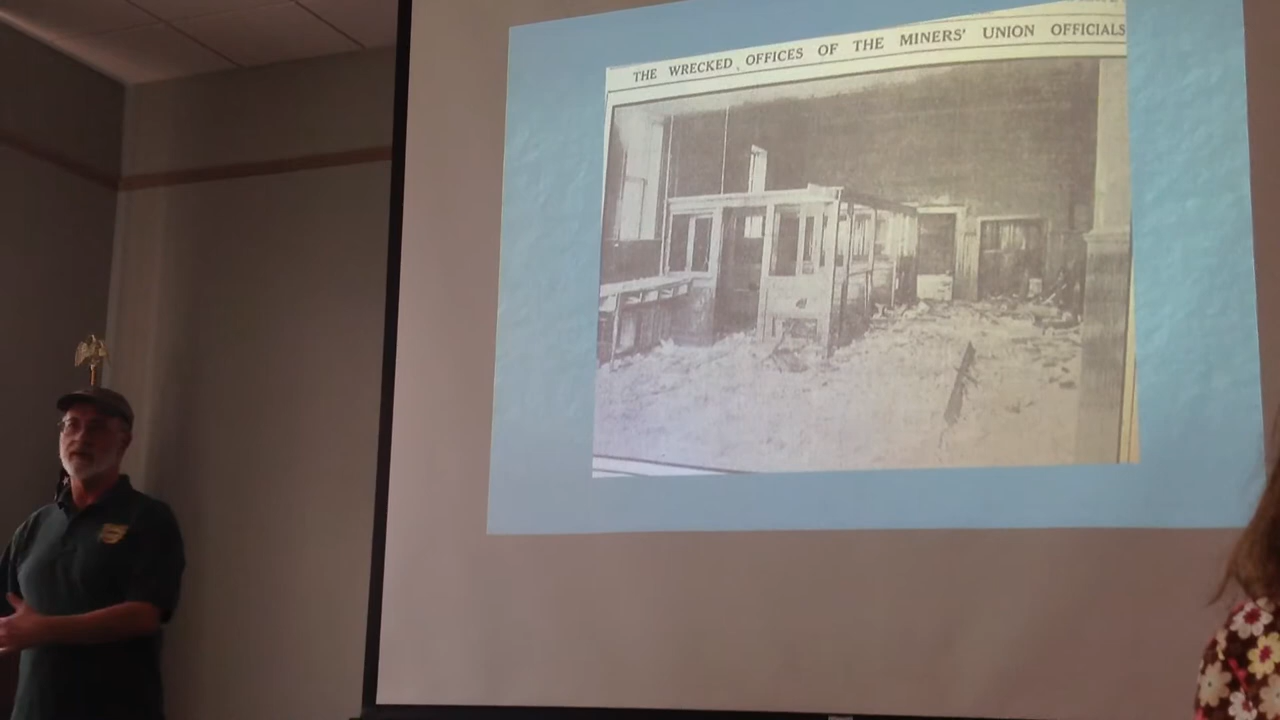 THE WRECKED OFFICES OF THE MINERS' UNION OFFICIALS